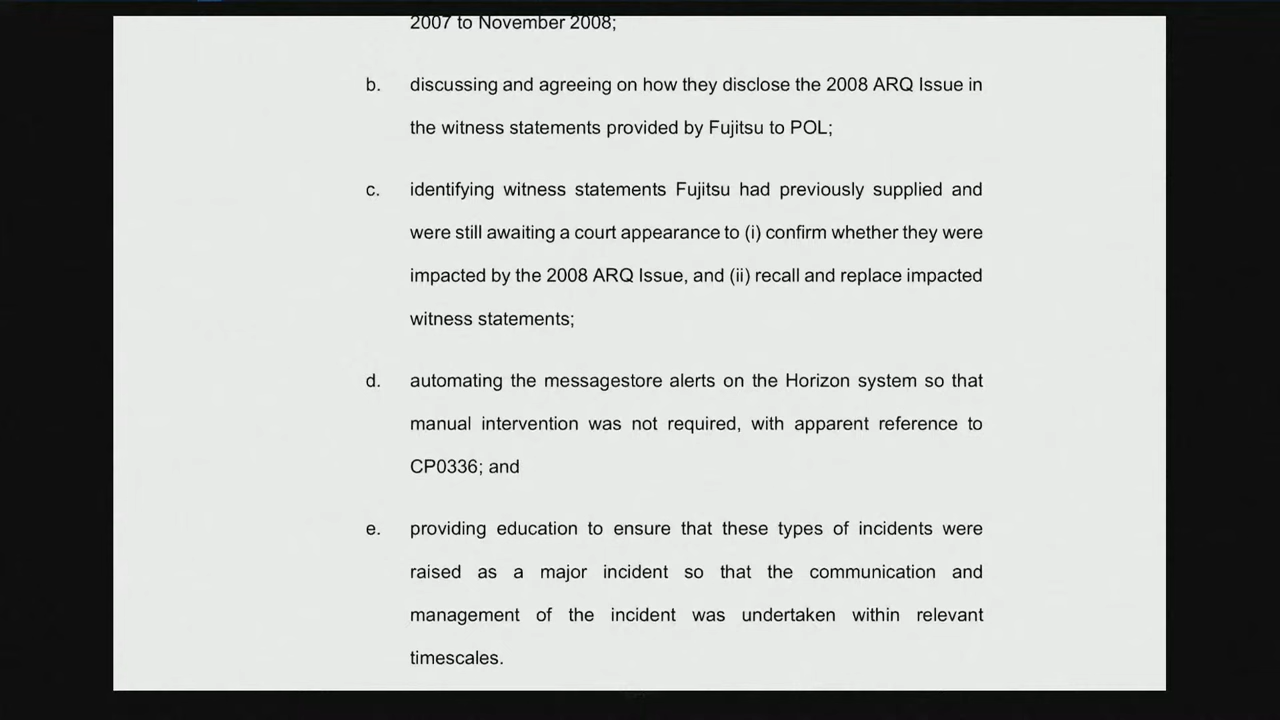 2007 to November 2008;
b. discussing and agreeing on how they disclose the 2008 ARQ Issue in
the witness statements provided by Fujitsu to POL;
c. identifying witness statements Fujitsu had previously supplied and
were still awaiting a court appearance to (i) confirm whether they were
impacted by the 2008 ARQ Issue, and (ii) recall and replace impacted
witness statements;
d. automating the messagestore alerts on the Horizon system so that
manual intervention was not required, with apparent reference to
CP0336; and
e. providing education to ensure that these types of incidents were
raised as a major incident so that the communication and
management of the incident was undertaken within relevant
timescales.